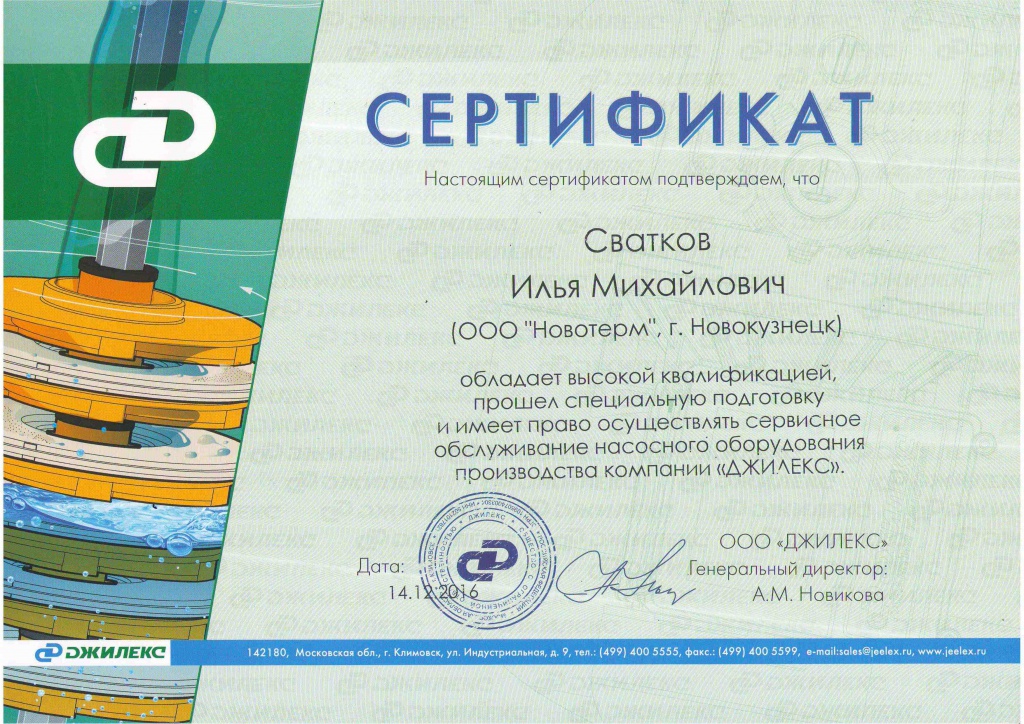 СЕРТИФИКАТ
Настоящим сертификатом подтверждаем, что
Сватков
Илья Михайлович
(ООО "Новотерм", г. Новокузнецк)
обладает высокой квалификацией,
прошел специальную подготовку
и имеет право осуществлять сервисное
обслуживание насосного оборудования
производства компании «ДЖИЛЕКС».
Дата:
14.12.2016
ООО «ДЖИЛЕКС»
Генеральный директор:
А.М. Новикова
ДЖИЛЕКС
142180, Московская обл., г. Климовск, ул. Индустриальная, д. 9, тел.: (499) 400 5555, факс.: (499) 400 5599, e-mail:sales@jeelex.ru, www.jeelex.ru